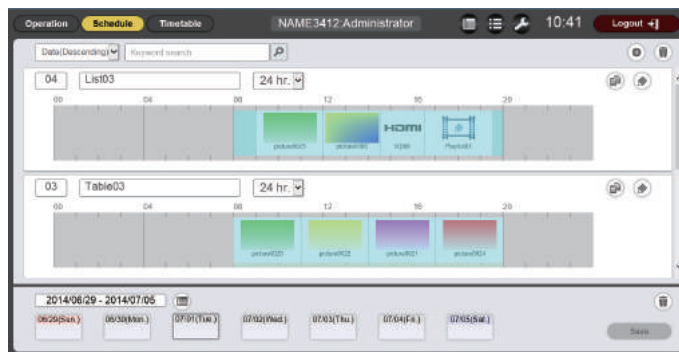 Operation Schedule Timetable NAME3412:Administrator 10:41 Logout
Date(Descending) Keyword search
04 List03 24 hr.
00 04 08 12 16 20
HDMI
03 Table03 24 hr.
00 04 08 12 16 20
2014/06/29 - 2014/07/05
06/29(Sun.) 06/30(Mon.) 07/01(Tue.) 07/02(Wed.) 07/03(Thu.) 07/04(Fri.) 07/05(Sat.)
Save